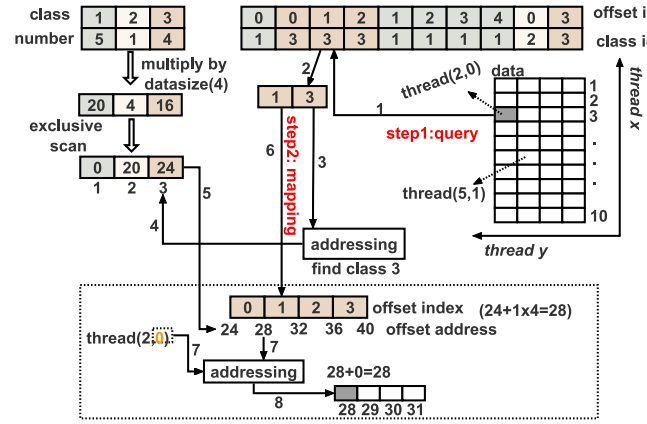 class 1 2 3
number 5 1 4
0 0 1 2 1 2 3 4 0 3 offset i
1 3 3 3 1 1 1 1 2 3 class i
multiply by
datasize(4)
20 4 16
exclusive
scan
0 20 24
1 2 3
2
1 3
6
step2: mapping
3
1
step1:query
thread(2,0)
data
1
2
3
.
.
.
10
thread x
thread(5,1)
thread y
5
4
addressing
find class 3
0 1 2 3 offset index (24+1x4=28)
24 28 32 36 40 offset address
thread(2,0)
7
7
addressing
8
28+0=28
28 29 30 31